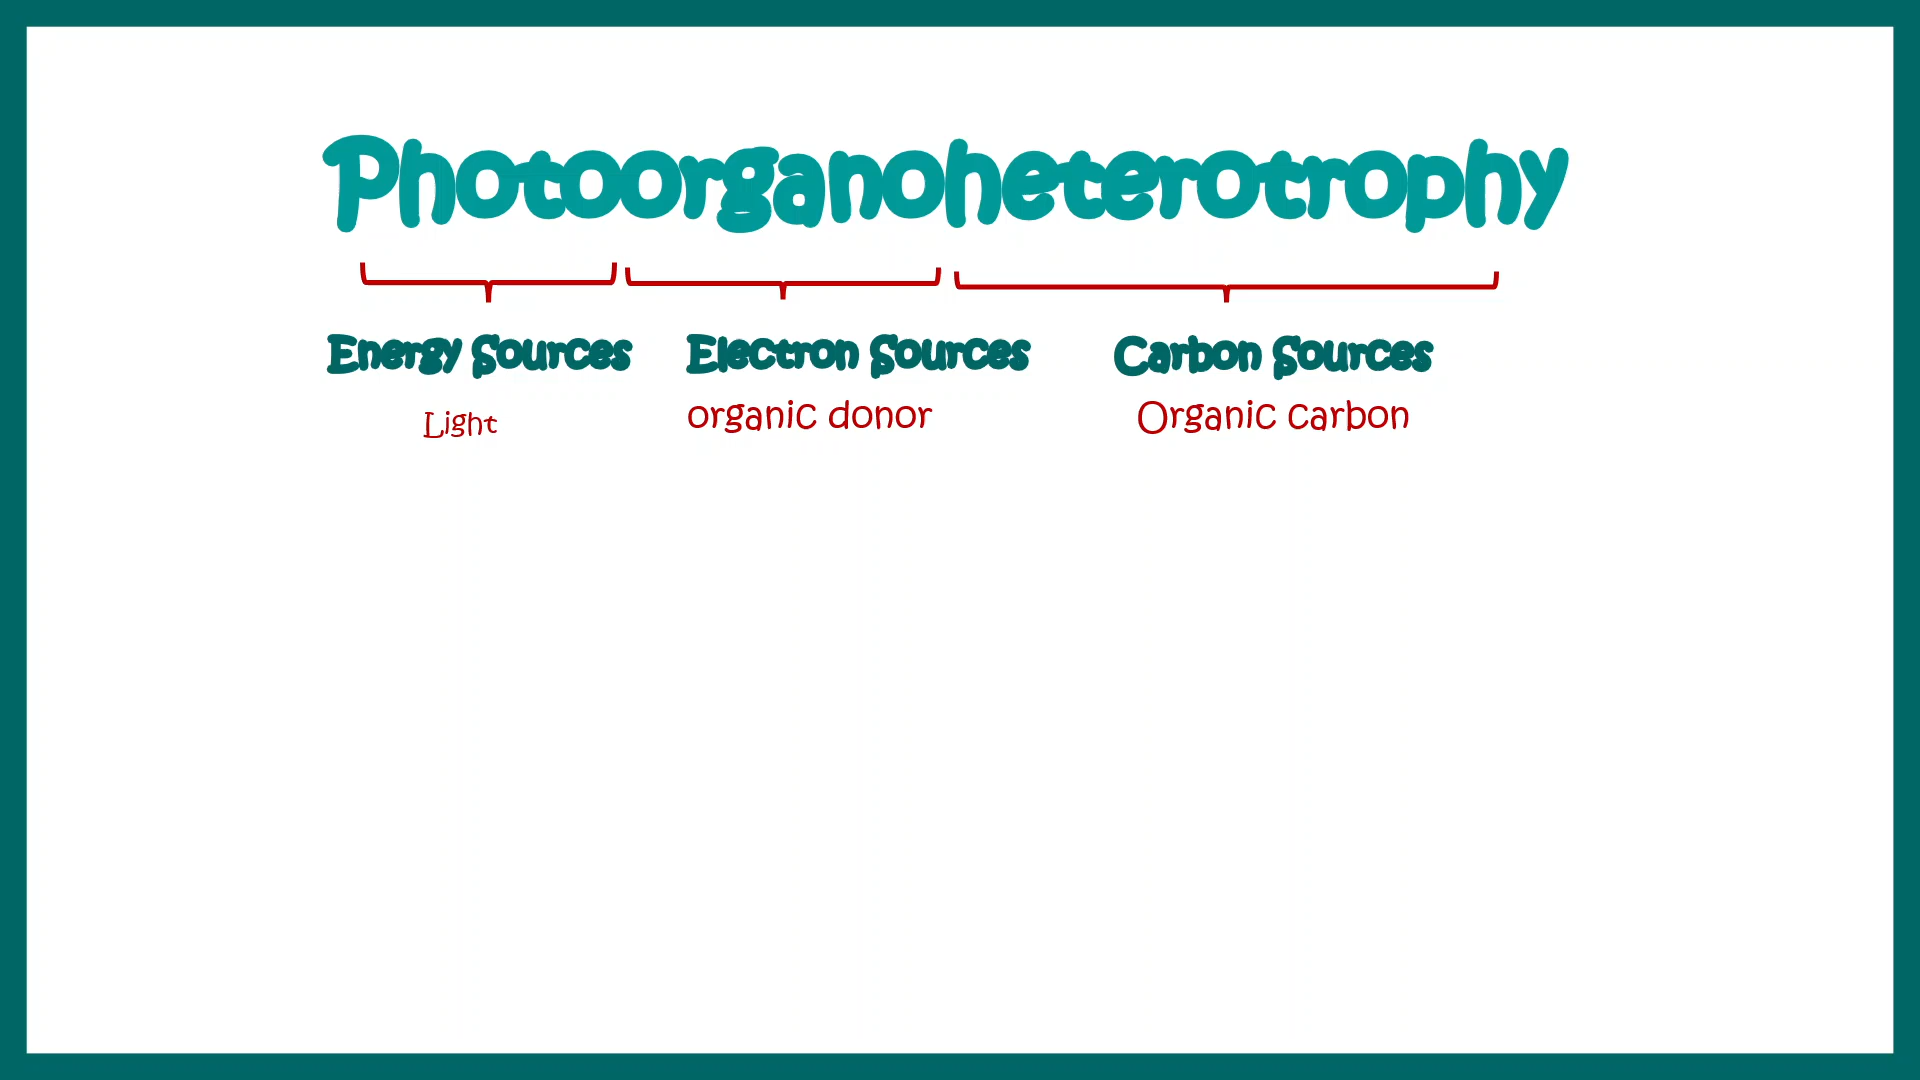 Photoorganoheterotrophy
Energy Sources Electron Sources Carbon Sources
Light organic donor Organic carbon